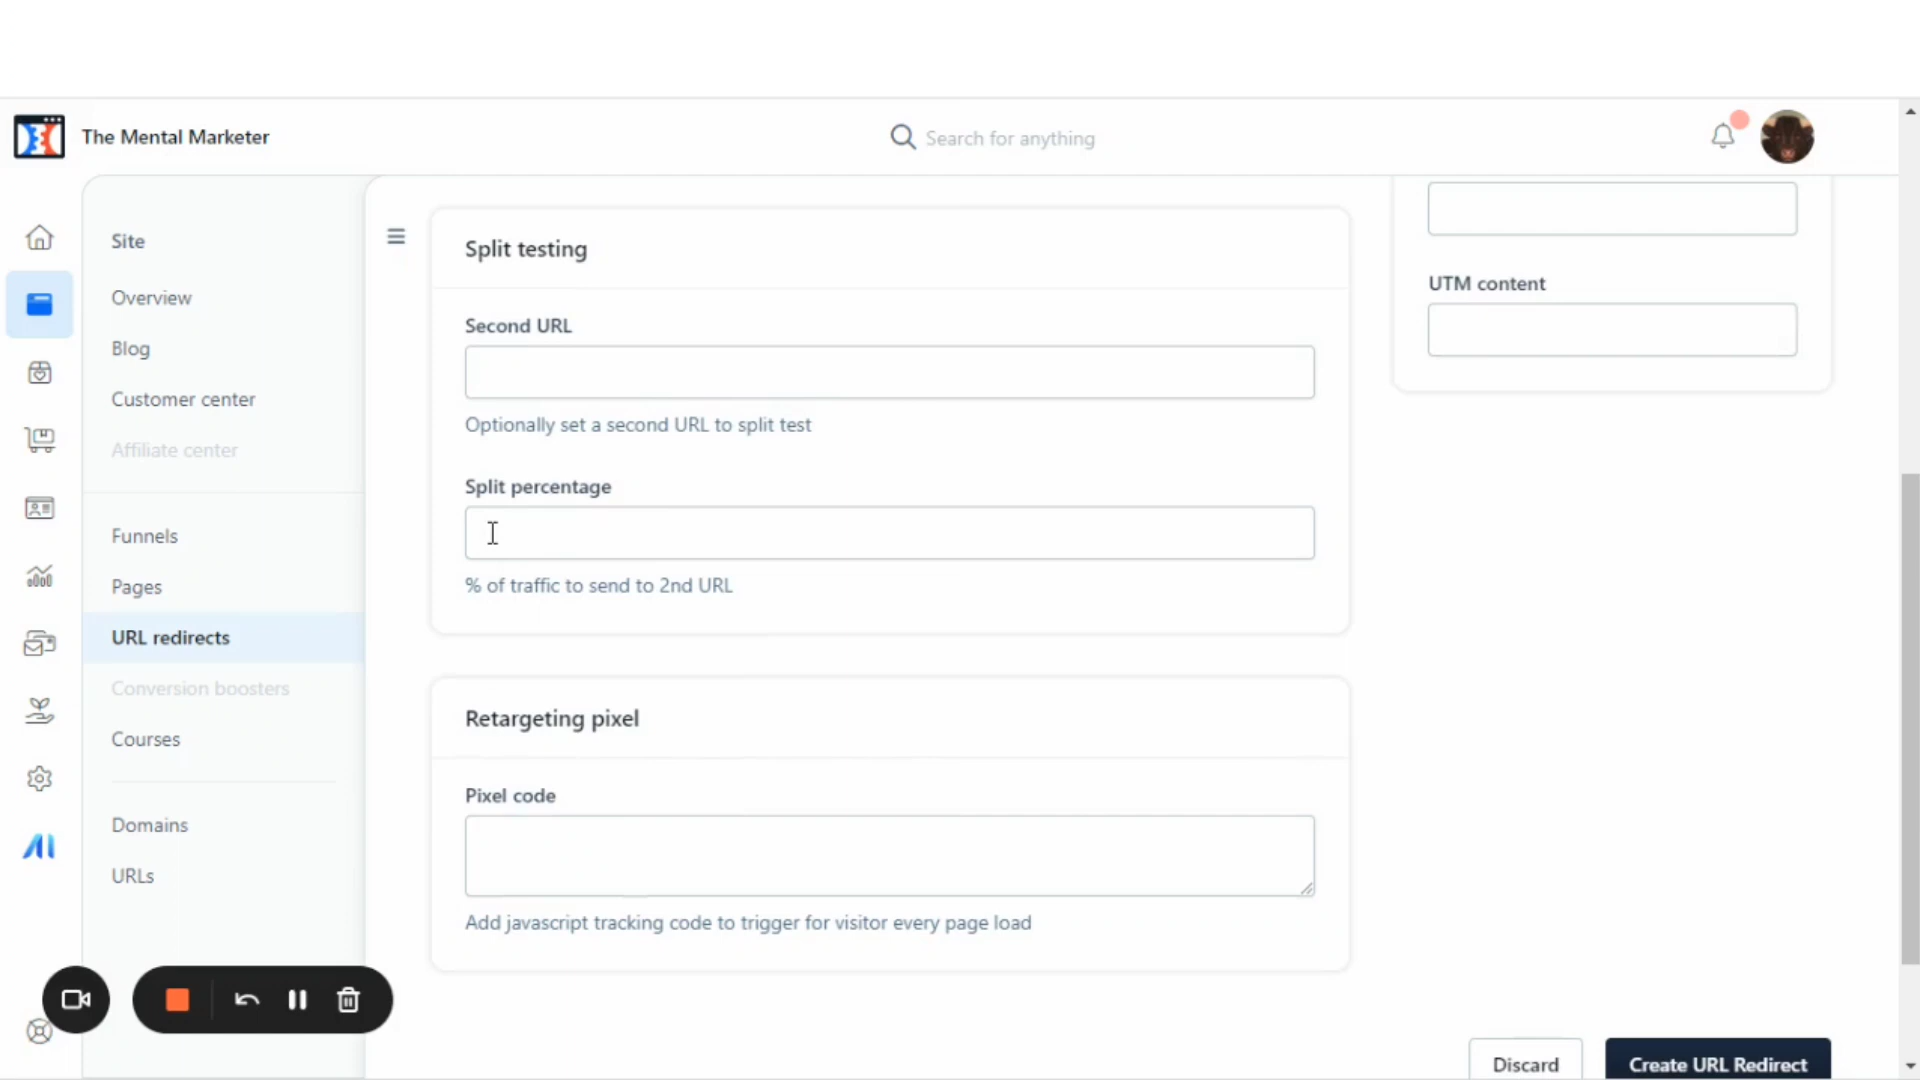 The Mental Marketer
Search for anything
Site
Overview
Blog
Customer center
Affiliate center
Funnels
Pages
URL redirects
Conversion boosters
Courses
Domains
URLs
Split testing
Second URL
Optionally set a second URL to split test
Split percentage
% of traffic to send to 2nd URL
Retargeting pixel
Pixel code
Add javascript tracking code to trigger for visitor every page load
UTM content
Discard
Create URL Redirect